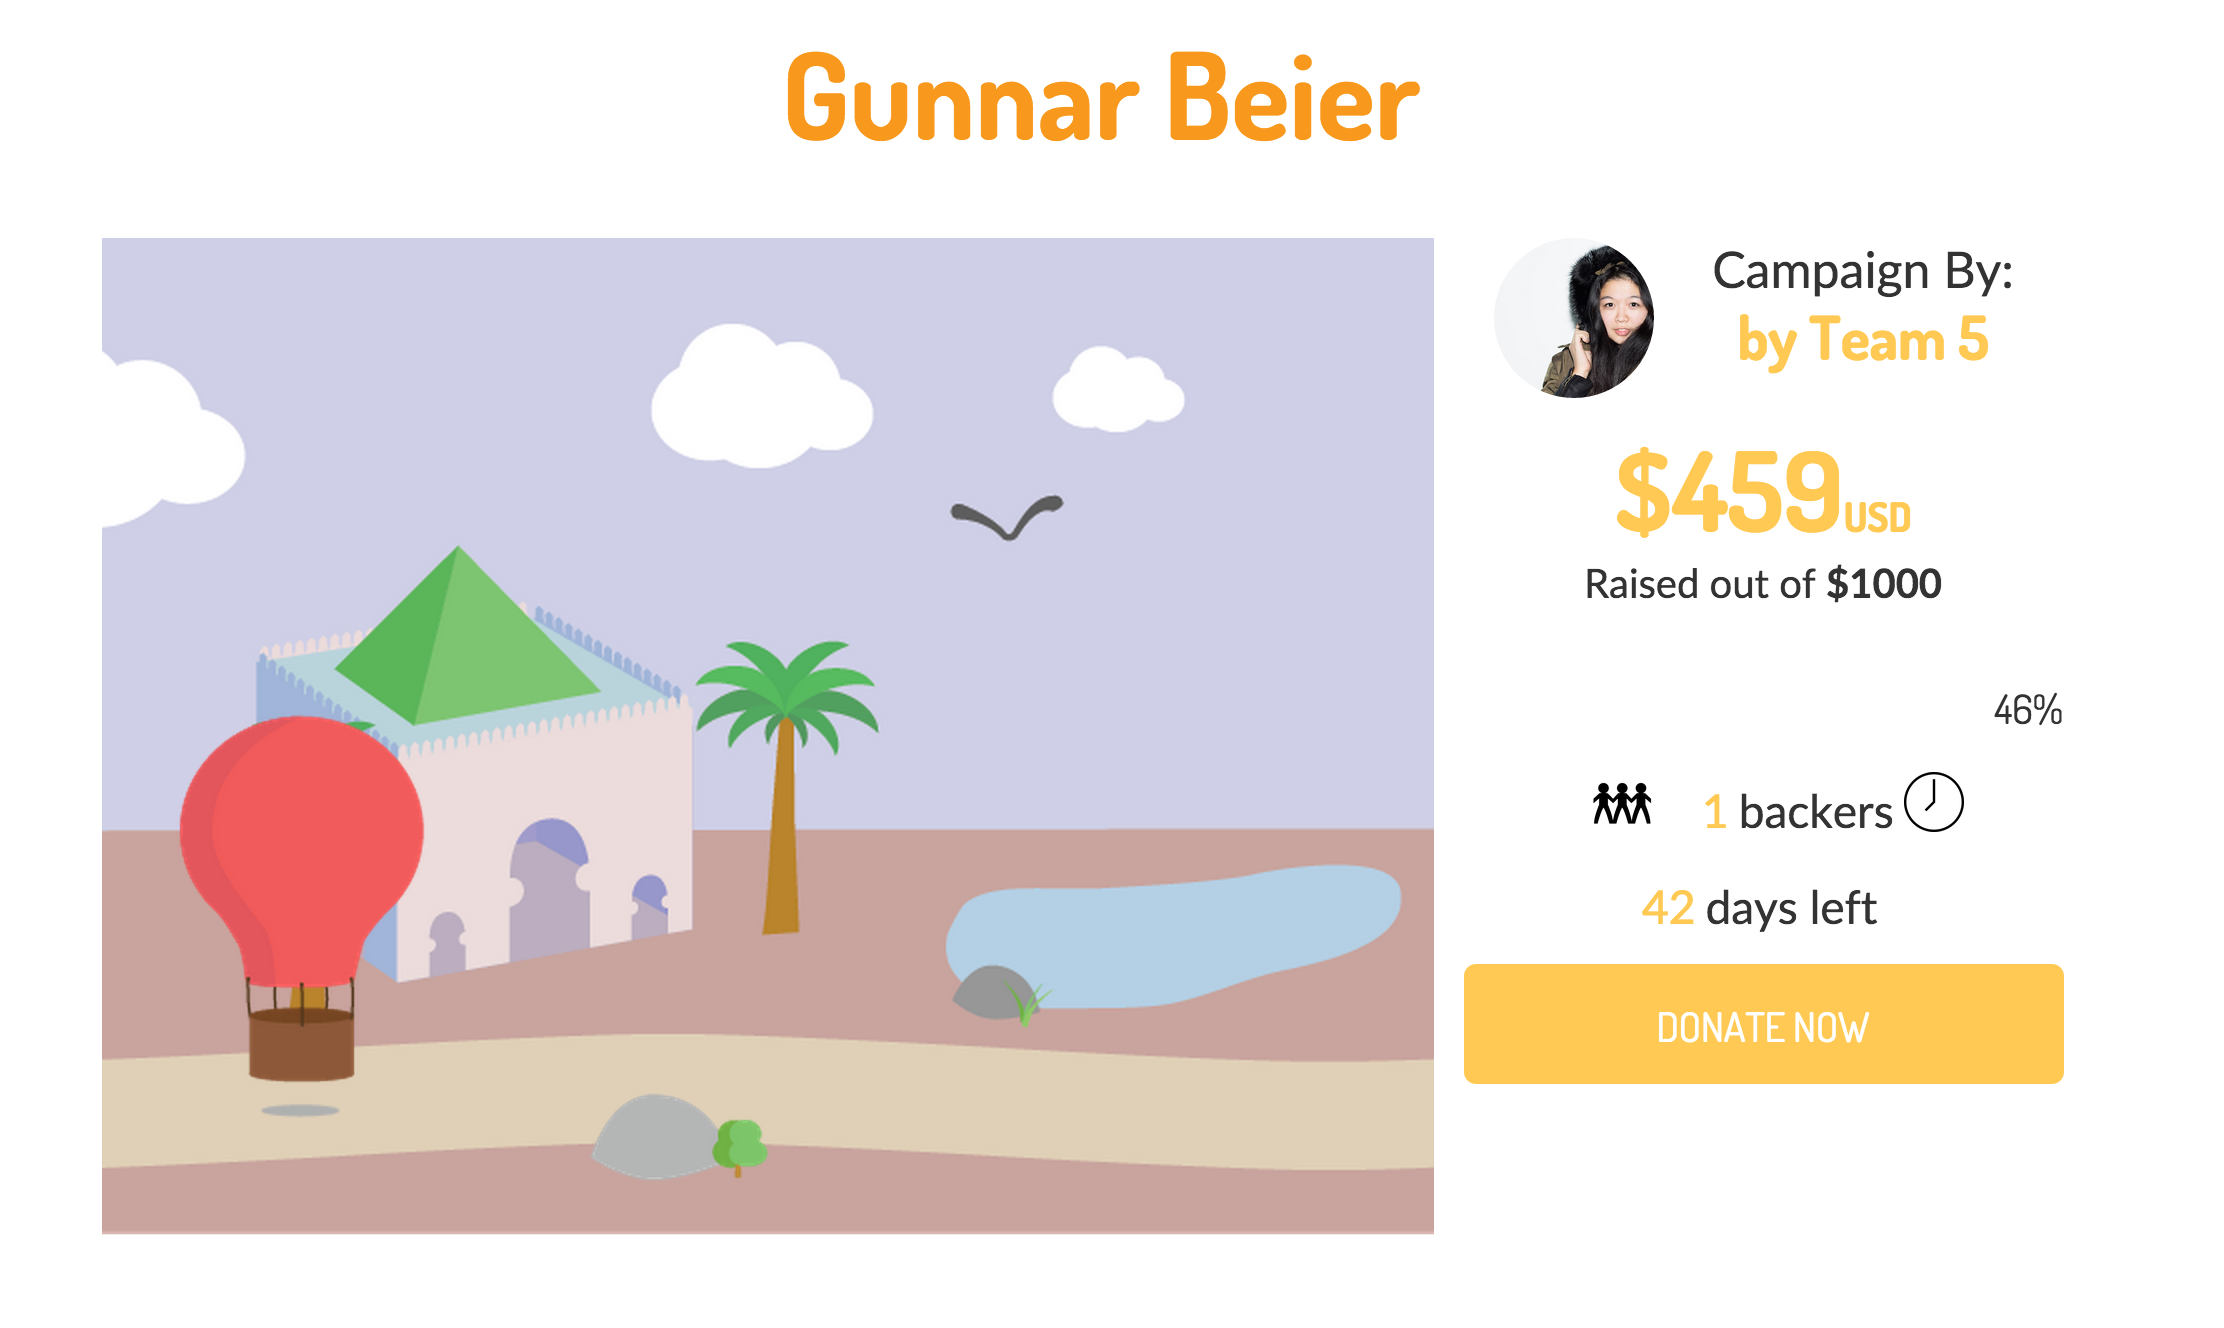 Gunnar Beier
Campaign By:
by Team 5
$459USD
Raised out of $1000
46%
1 backers
42 days left
DONATE NOW